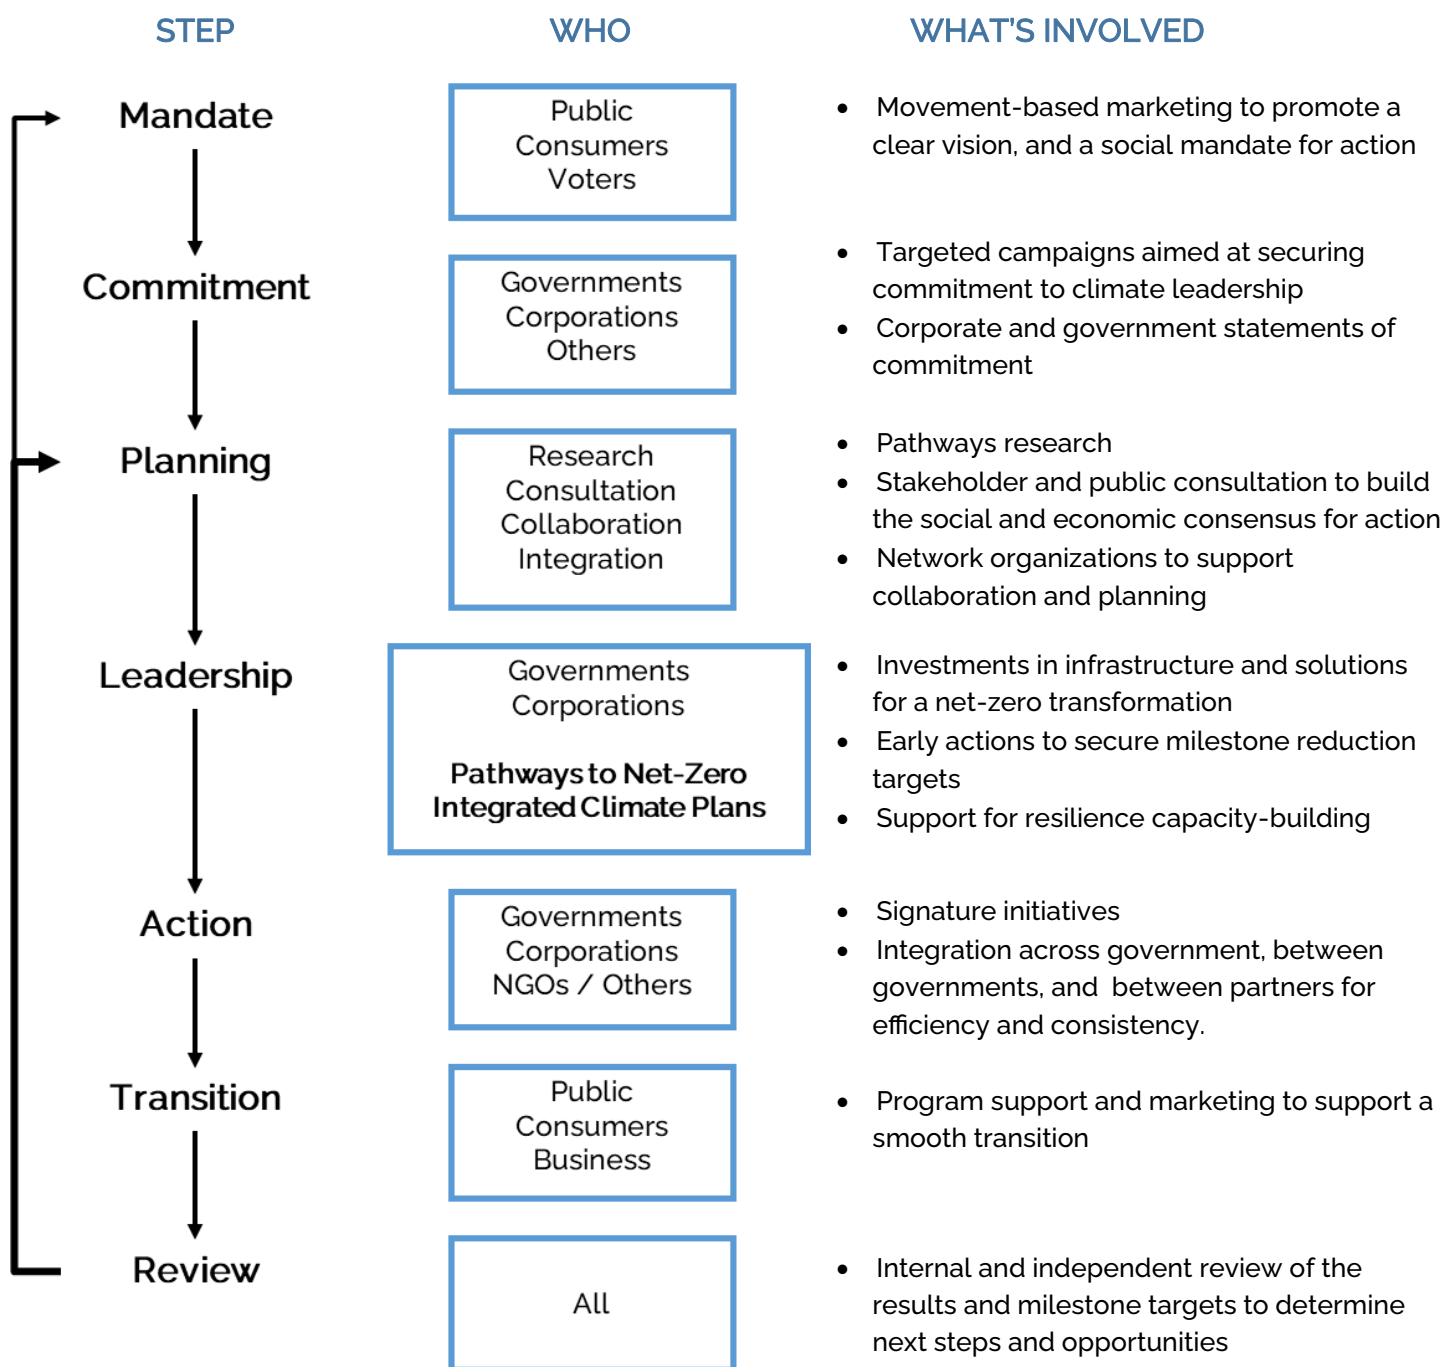 STEP
WHO
WHAT'S INVOLVED
Mandate
Public
Consumers
Voters
• Movement-based marketing to promote a
clear vision, and a social mandate for action
Commitment
Governments
Corporations
Others
• Targeted campaigns aimed at securing
commitment to climate leadership
• Corporate and government statements of
commitment
Planning
Research
Consultation
Collaboration
Integration
• Pathways research
• Stakeholder and public consultation to build
the social and economic consensus for action
• Network organizations to support
collaboration and planning
Leadership
Governments
Corporations
Pathways to Net-Zero
Integrated Climate Plans
• Investments in infrastructure and solutions
for a net-zero transformation
• Early actions to secure milestone reduction
targets
• Support for resilience capacity-building
Action
Governments
Corporations
NGOs / Others
• Signature initiatives
• Integration across government, between
governments, and between partners for
efficiency and consistency.
Transition
Public
Consumers
Business
• Program support and marketing to support a
smooth transition
Review
All
• Internal and independent review of the
results and milestone targets to determine
next steps and opportunities